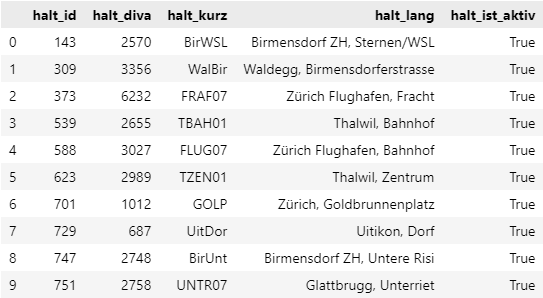 halt_id halt_diva halt_kurz halt_lang halt_ist_aktiv
0 143 2570 BirWSL Birmensdorf ZH, Sternen/WSL True
1 309 3356 WalBir Waldegg, Birmensdorferstrasse True
2 373 6232 FRAF07 Zürich Flughafen, Fracht True
3 539 2655 TBAH01 Thalwil, Bahnhof True
4 588 3027 FLUG07 Zürich Flughafen, Bahnhof True
5 623 2989 TZEN01 Thalwil, Zentrum True
6 701 1012 GOLP Zürich, Goldbrunnenplatz True
7 729 687 UitDor Uitikon, Dorf True
8 747 2748 BirUnt Birmensdorf ZH, Untere Risi True
9 751 2758 UNTR07 Glattbrugg, Unterriet True